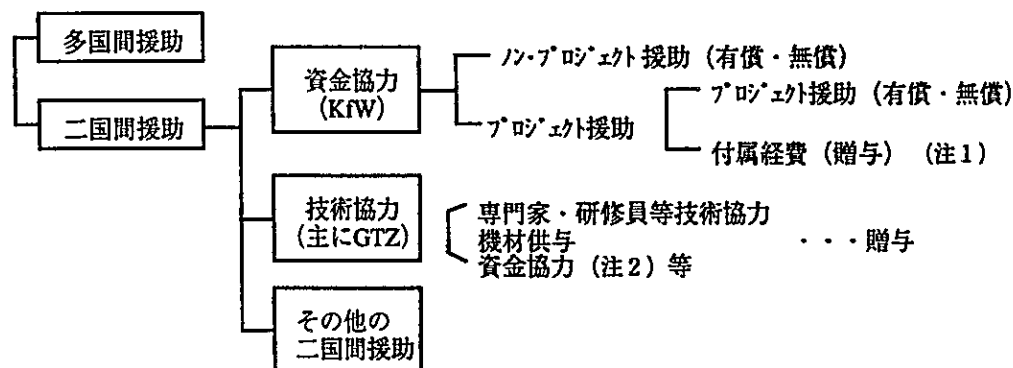 多国間援助
二国間援助
資金協力
(KfW)
ﾉﾝ･ﾌﾟﾛｼﾞｪｸﾄ援助（有償・無償）
ﾌﾟﾛｼﾞｪｸﾄ援助
ﾌﾟﾛｼﾞｪｸﾄ援助（有償・無償）
付属経費（贈与）（注1）
技術協力
(主にGTZ)
専門家・研修員等技術協力
機材供与 ・・・贈与
資金協力（注2）等
その他の
二国間援助